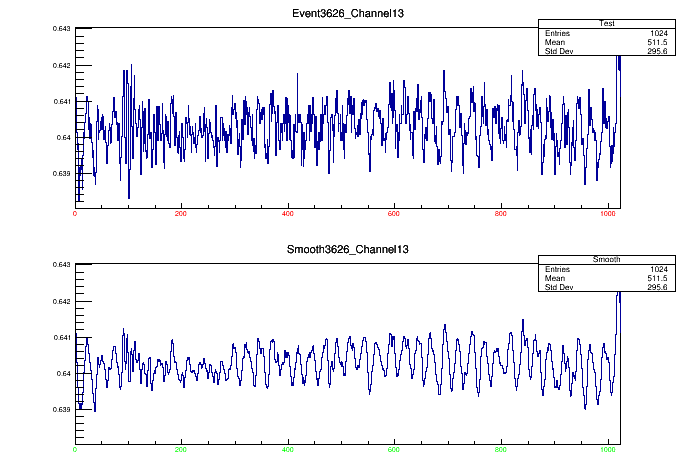 Event3626_Channel13
Test
Entries 1024
Mean 511.5
Std Dev 295.6
0.643
0.642
0.641
0.64
0.639
0 200 400 600 800 1000
Smooth3626_Channel13
Smooth
Entries 1024
Mean 511.5
Std Dev 295.6
0.643
0.642
0.641
0.64
0.639
0 200 400 600 800 1000